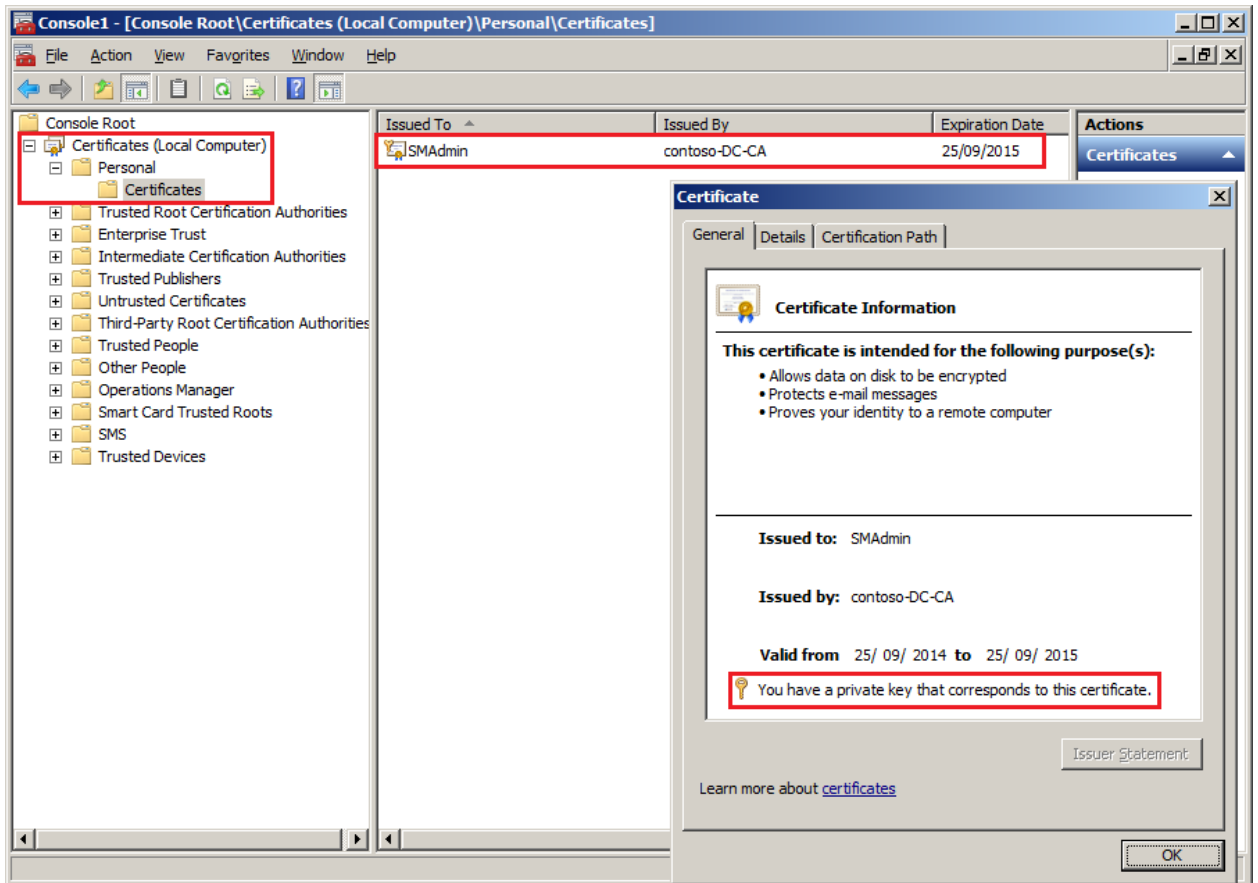 Console1 - [Console Root\Certificates (Local Computer)\Personal\Certificates]
File Action View Favorites Window Help
Console Root
Certificates (Local Computer)
Personal
Certificates
Trusted Root Certification Authorities
Enterprise Trust
Intermediate Certification Authorities
Trusted Publishers
Untrusted Certificates
Third-Party Root Certification Authorities
Trusted People
Other People
Operations Manager
Smart Card Trusted Roots
SMS
Trusted Devices
Issued To Issued By Expiration Date
SMAdmin contoso-DC-CA 25/09/2015
Actions
Certificates
Certificate
General Details Certification Path
Certificate Information
This certificate is intended for the following purpose(s):
• Allows data on disk to be encrypted
• Protects e-mail messages
• Proves your identity to a remote computer
Issued to: SMAdmin
Issued by: contoso-DC-CA
Valid from 25/ 09/ 2014 to 25/ 09/ 2015
You have a private key that corresponds to this certificate.
Issuer Statement
Learn more about certificates
OK